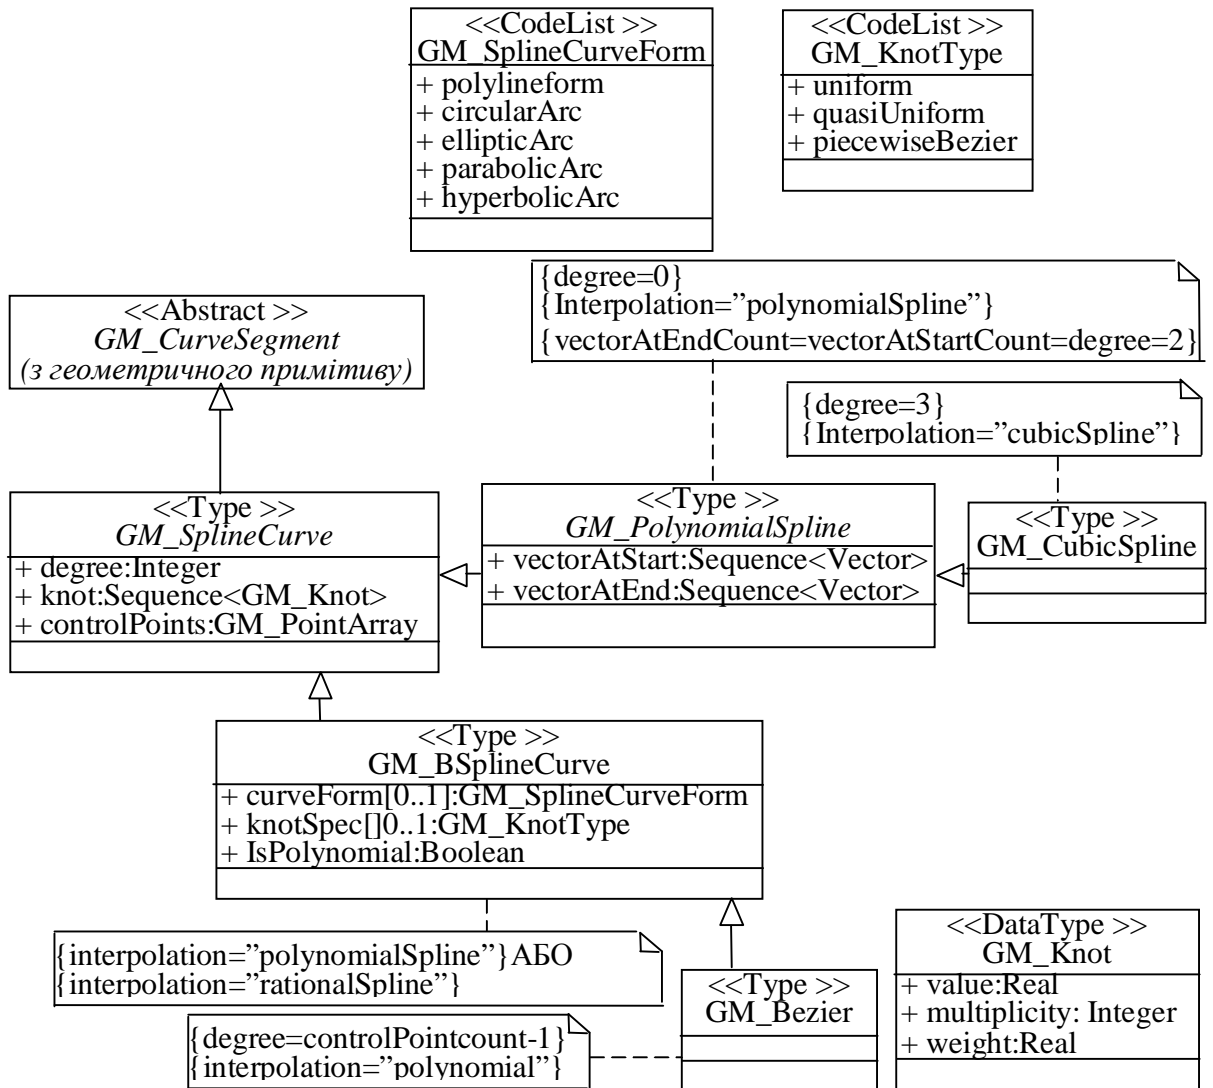 <<CodeList >>
GM_SplineCurveForm
+ polylineform
+ circularArc
+ ellipticArc
+ parabolicArc
+ hyperbolicArc
<<CodeList >>
GM_KnotType
+ uniform
+ quasiUniform
+ piecewiseBezier
{degree=0}
{Interpolation=”polynomialSpline”}
{vectorAtEndCount=vectorAtStartCount=degree=2}
<<Abstract >>
GM_CurveSegment
(з геометричного примітиву)
{degree=3}
{Interpolation=”cubicSpline”}
<<Type >>
GM_SplineCurve
+ degree:Integer
+ knot:Sequence<GM_Knot>
+ controlPoints:GM_PointArray
<<Type >>
GM_PolynomialSpline
+ vectorAtStart:Sequence<Vector>
+ vectorAtEnd:Sequence<Vector>
<<Type >>
GM_CubicSpline
<<Type >>
GM_BSplineCurve
+ curveForm[0..1]:GM_SplineCurveForm
+ knotSpec[]0..1:GM_KnotType
+ IsPolynomial:Boolean
{interpolation=”polynomialSpline”}АБО
{interpolation=”rationalSpline”}
<<Type >>
GM_Bezier
{degree=controlPointcount-1}
{interpolation=”polynomial”}
<<DataType >>
GM_Knot
+ value:Real
+ multiplicity: Integer
+ weight:Real